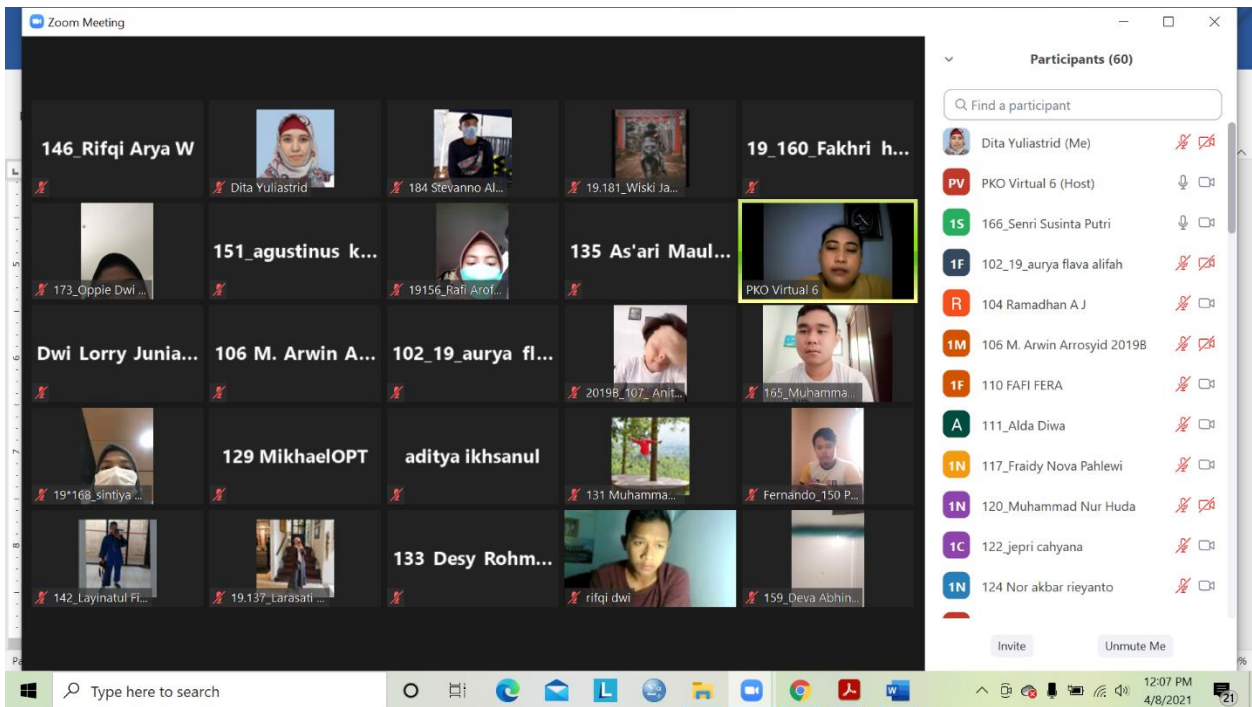 Zoom Meeting
Participants (60)
Find a participant
146_Rifqi Arya W
Dita Yuliastrid
184 Stevanno Al...
19.181_Wiski Ja...
19_160_Fakhri h...
173_Oppie Dwi ...
151_agustinus k...
19156_Rafi Arof...
135 As'ari Maul...
PKO Virtual 6
Dwi Lorry Junia...
106 M. Arwin A...
102_19_aurya fl...
2019B_107_ Anit...
165_Muhamma...
19*168_sintiya ...
129 MikhaelOPT
aditya ikhsanul
131 Muhamma...
Fernando_150 P...
142_Layinatul Fi...
19.137_Larasati ...
133 Desy Rohm...
rifqi dwi
159_Deva Abhin...
Dita Yuliastrid (Me)
PV PKO Virtual 6 (Host)
1S 166_Senri Susinta Putri
1F 102_19_aurya flava alifah
R 104 Ramadhan A J
1M 106 M. Arwin Arrosyid 2019B
1F 110 FAFI FERA
A 111_Alda Diwa
1N 117_Fraidy Nova Pahlewi
1N 120_Muhammad Nur Huda
1C 122_jepri cahyana
1N 124 Nor akbar rieyanto
Invite Unmute Me
Type here to search
12:07 PM
4/8/2021
21